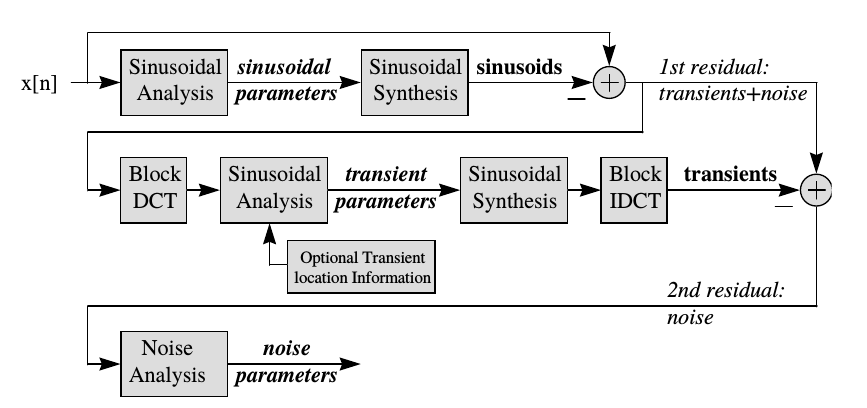 x[n]
Sinusoidal
Analysis
sinusoidal
parameters
Sinusoidal
Synthesis
sinusoids
−
+
1st residual:
transients+noise
Block
DCT
Sinusoidal
Analysis
transient
parameters
Sinusoidal
Synthesis
Block
IDCT
transients
−
+
Optional Transient
location Information
2nd residual:
noise
Noise
Analysis
noise
parameters